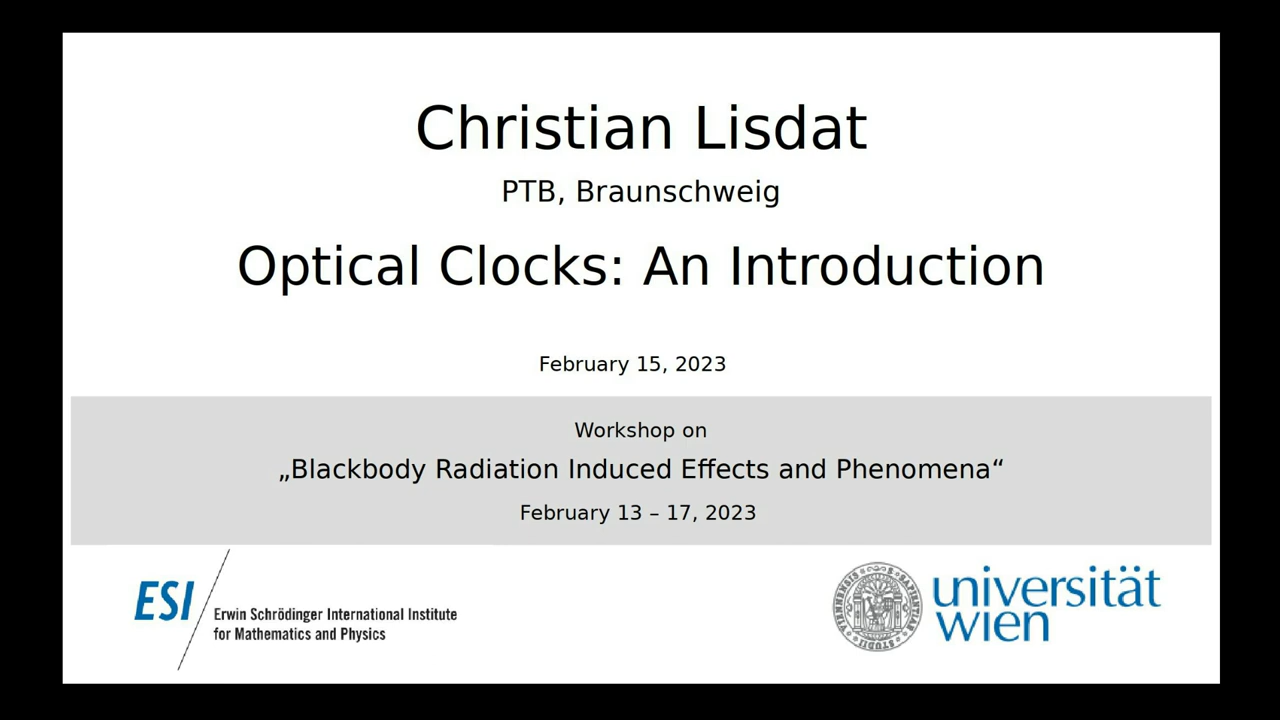 Christian Lisdat
PTB, Braunschweig
Optical Clocks: An Introduction
February 15, 2023
Workshop on
„Blackbody Radiation Induced Effects and Phenomena“
February 13 – 17, 2023
ESI
Erwin Schrödinger International Institute
for Mathematics and Physics
universität
wien